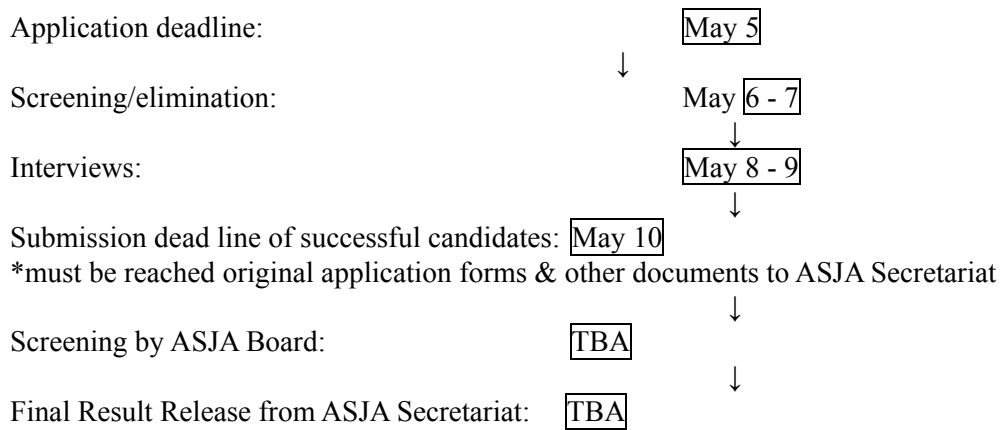 Application deadline: May 5
↓
Screening/elimination: May 6 - 7
↓
Interviews: May 8 - 9
↓
Submission dead line of successful candidates: May 10
*must be reached original application forms & other documents to ASJA Secretariat
↓
Screening by ASJA Board: TBA
↓
Final Result Release from ASJA Secretariat: TBA